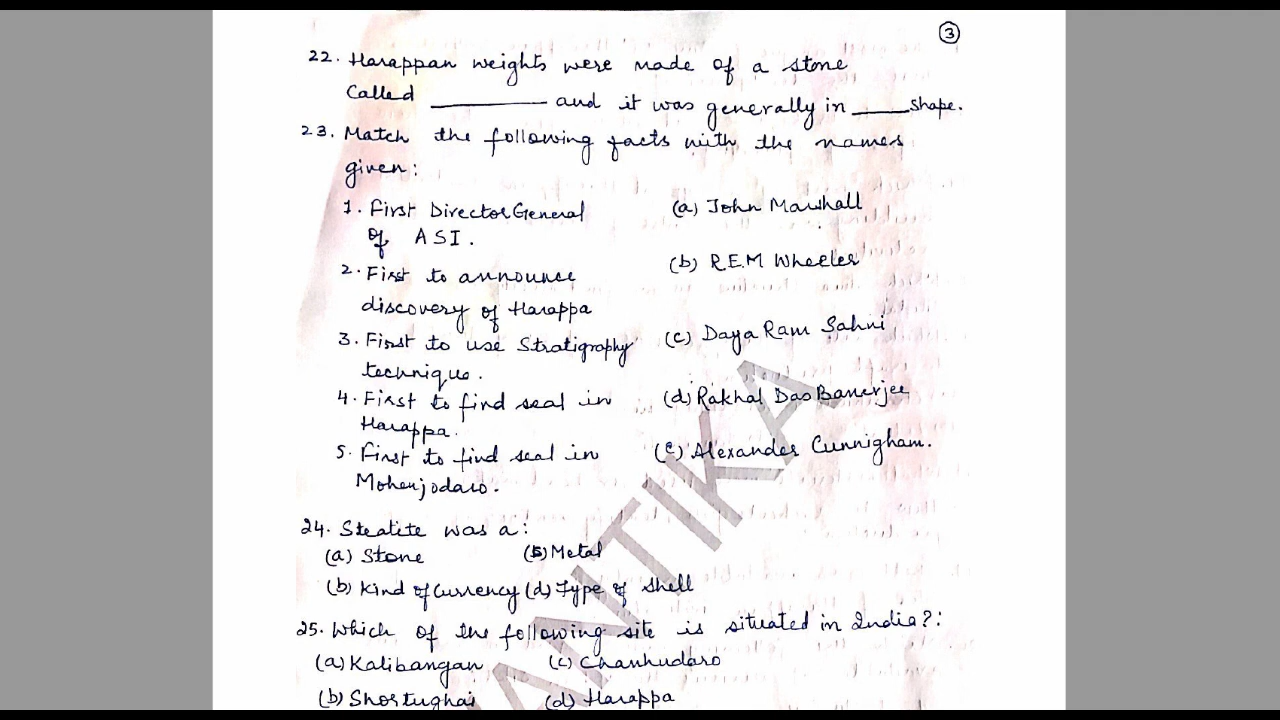 ③
22. Harappan weights were made of a stone
Called ________ and it was generally in ____ shape.
23. Match the following facts with the names
given:
1. First Director General (a) John Marshall
of ASI.
2. First to announce (b) R.E.M Wheeler
discovery of Harappa
3. First to use Stratigraphy (c) Daya Ram Sahni
technique.
4. First to find seal in (d) Rakhal Das Banerjee
Harappa.
5. First to find seal in (e) Alexander Cunnigham.
Mohenjodaro.
24. Steatite was a:
(a) Stone (c) Metal
(b) Kind of Currency (d) Type of shell
25. Which of the following site is situated in India?:
(a) Kalibangan (c) Chanhudaro
(b) Shortughai (d) Harappa
ANTIKA